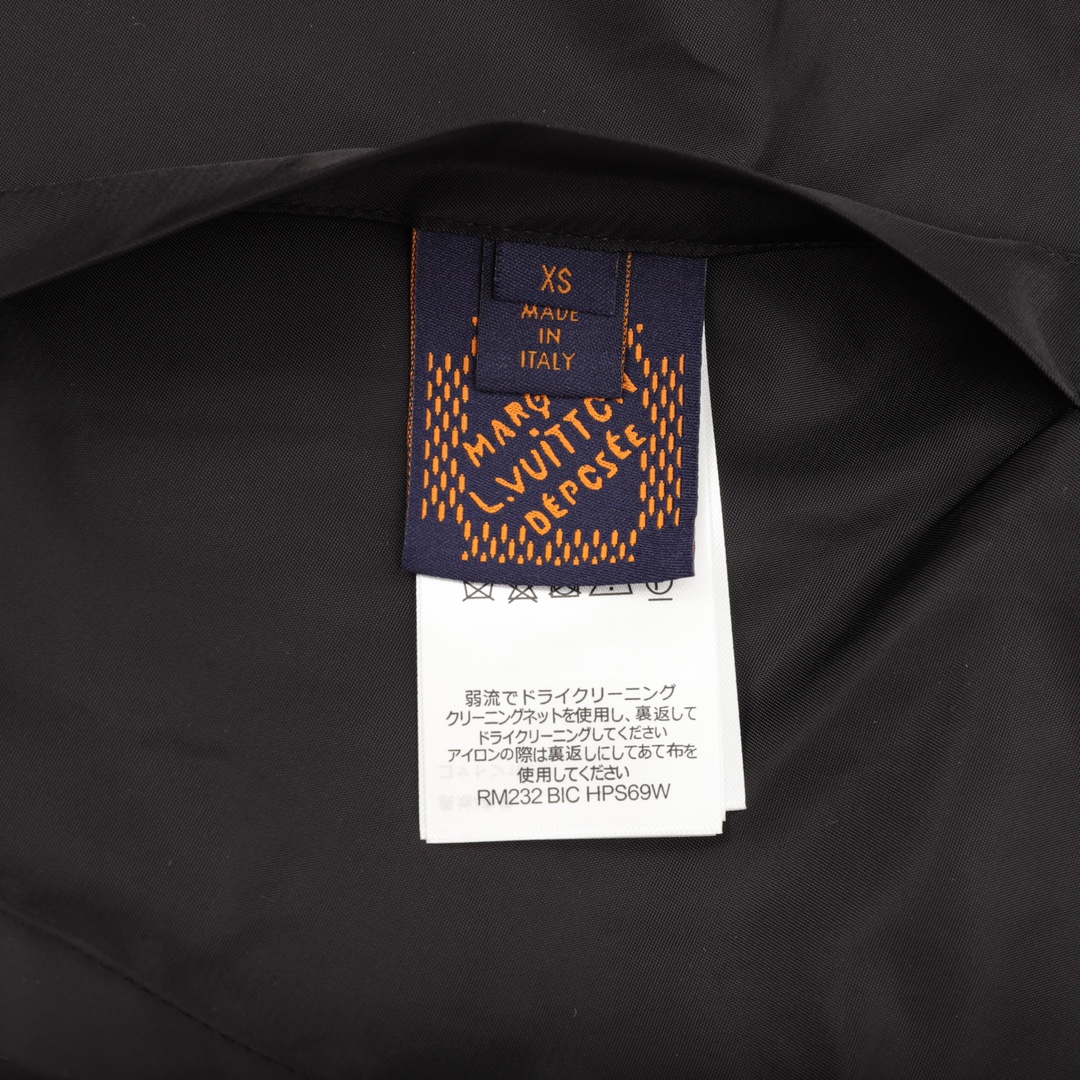 XS
MADE
IN
ITALY
MARQ
L.VUITTON
DÉPOSÉE
弱流でドライクリーニング
クリーニングネットを使用し、裏返して
ドライクリーニングしてください
アイロンの際は裏返しにしてあて布を
使用してください
RM232 BIC HPS69W